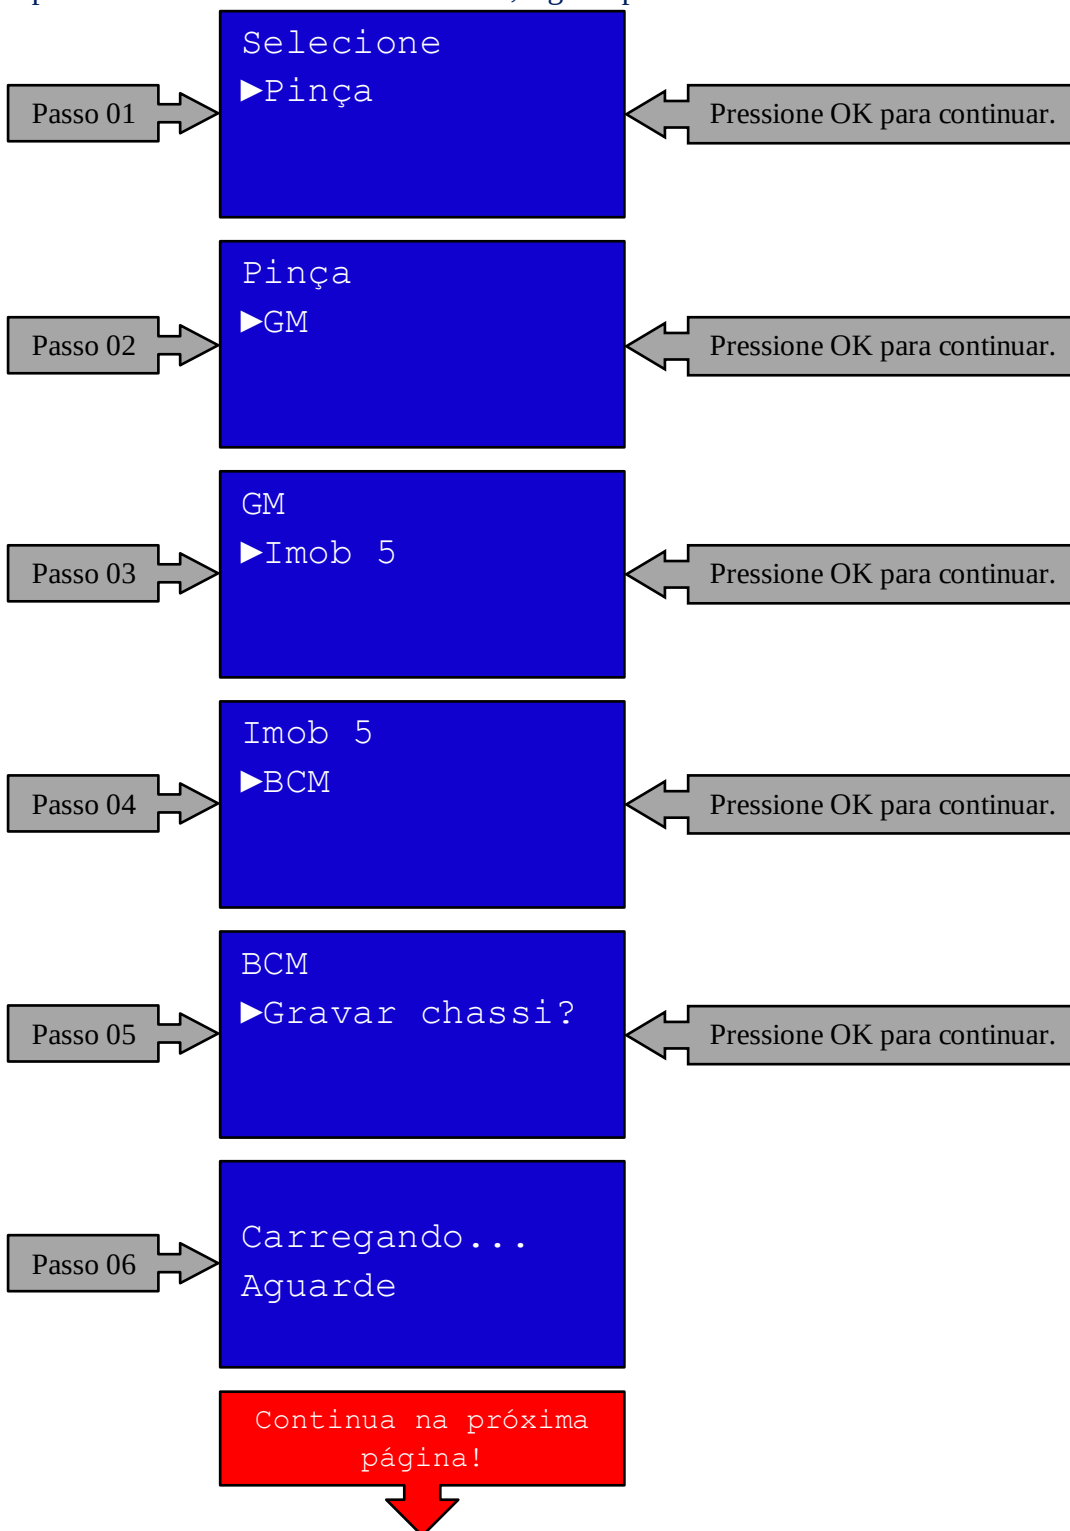 Selecione
►Pinça
Passo 01
Pressione OK para continuar.
Pinça
►GM
Passo 02
Pressione OK para continuar.
GM
►Imob 5
Passo 03
Pressione OK para continuar.
Imob 5
►BCM
Passo 04
Pressione OK para continuar.
BCM
►Gravar chassi?
Passo 05
Pressione OK para continuar.
Carregando...
Aguarde
Passo 06
Continua na próxima
página!